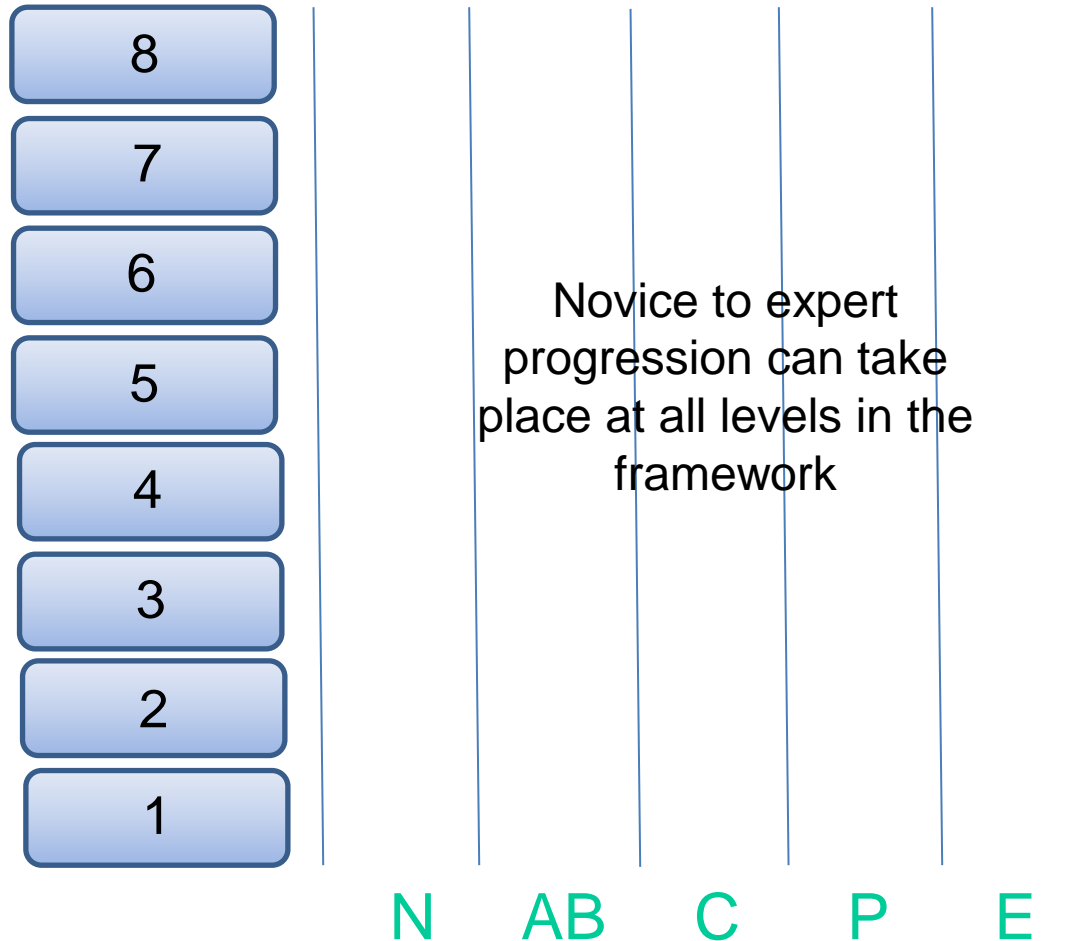 8
7
6
5
4
3
2
1
Novice to expert
progression can take
place at all levels in the
framework
N AB C P E